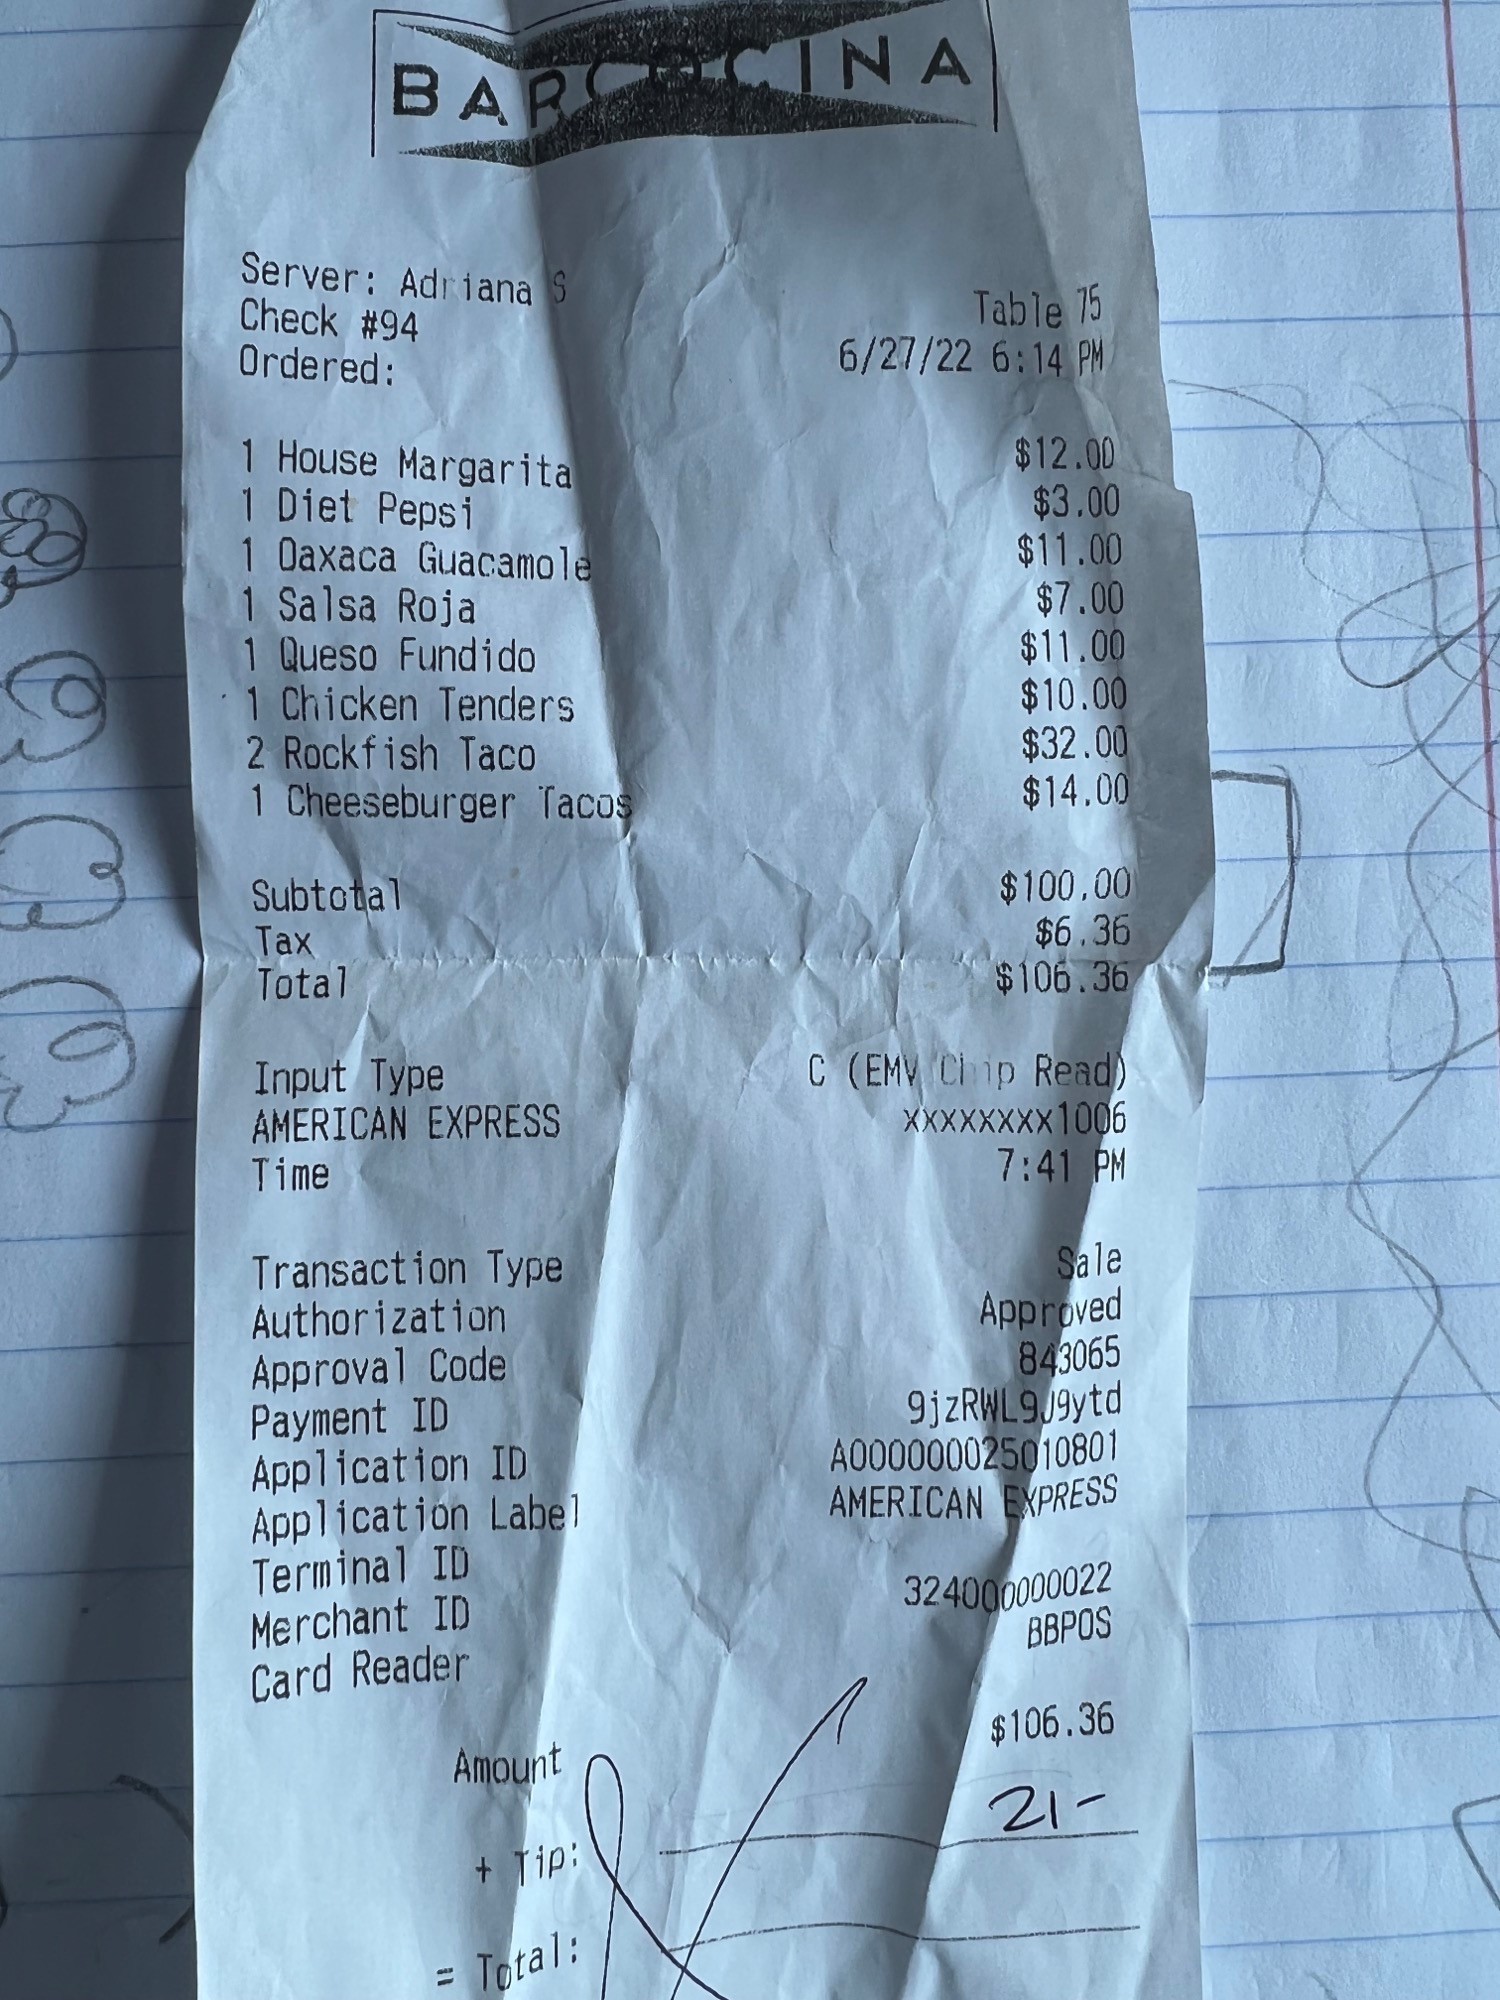 BARCOCINA
Server: Adriana S
Check #94 Table 75
Ordered: 6/27/22 6:14 PM
1 House Margarita $12.00
1 Diet Pepsi $3.00
1 Oaxaca Guacamole $11.00
1 Salsa Roja $7.00
1 Queso Fundido $11.00
1 Chicken Tenders $10.00
2 Rockfish Taco $32.00
1 Cheeseburger Tacos $14.00
Subtotal $100.00
Tax $6.36
Total $106.36
Input Type C (EMV Chip Read)
AMERICAN EXPRESS xxxxxxxx1006
Time 7:41 PM
Transaction Type Sale
Authorization Approved
Approval Code 843065
Payment ID 9jzRWL9J9ytd
Application ID A000000025010801
Application Label AMERICAN EXPRESS
Terminal ID
Merchant ID 324000000022
Card Reader BBPOS
Amount $106.36
+ Tip: 21-
= Total: